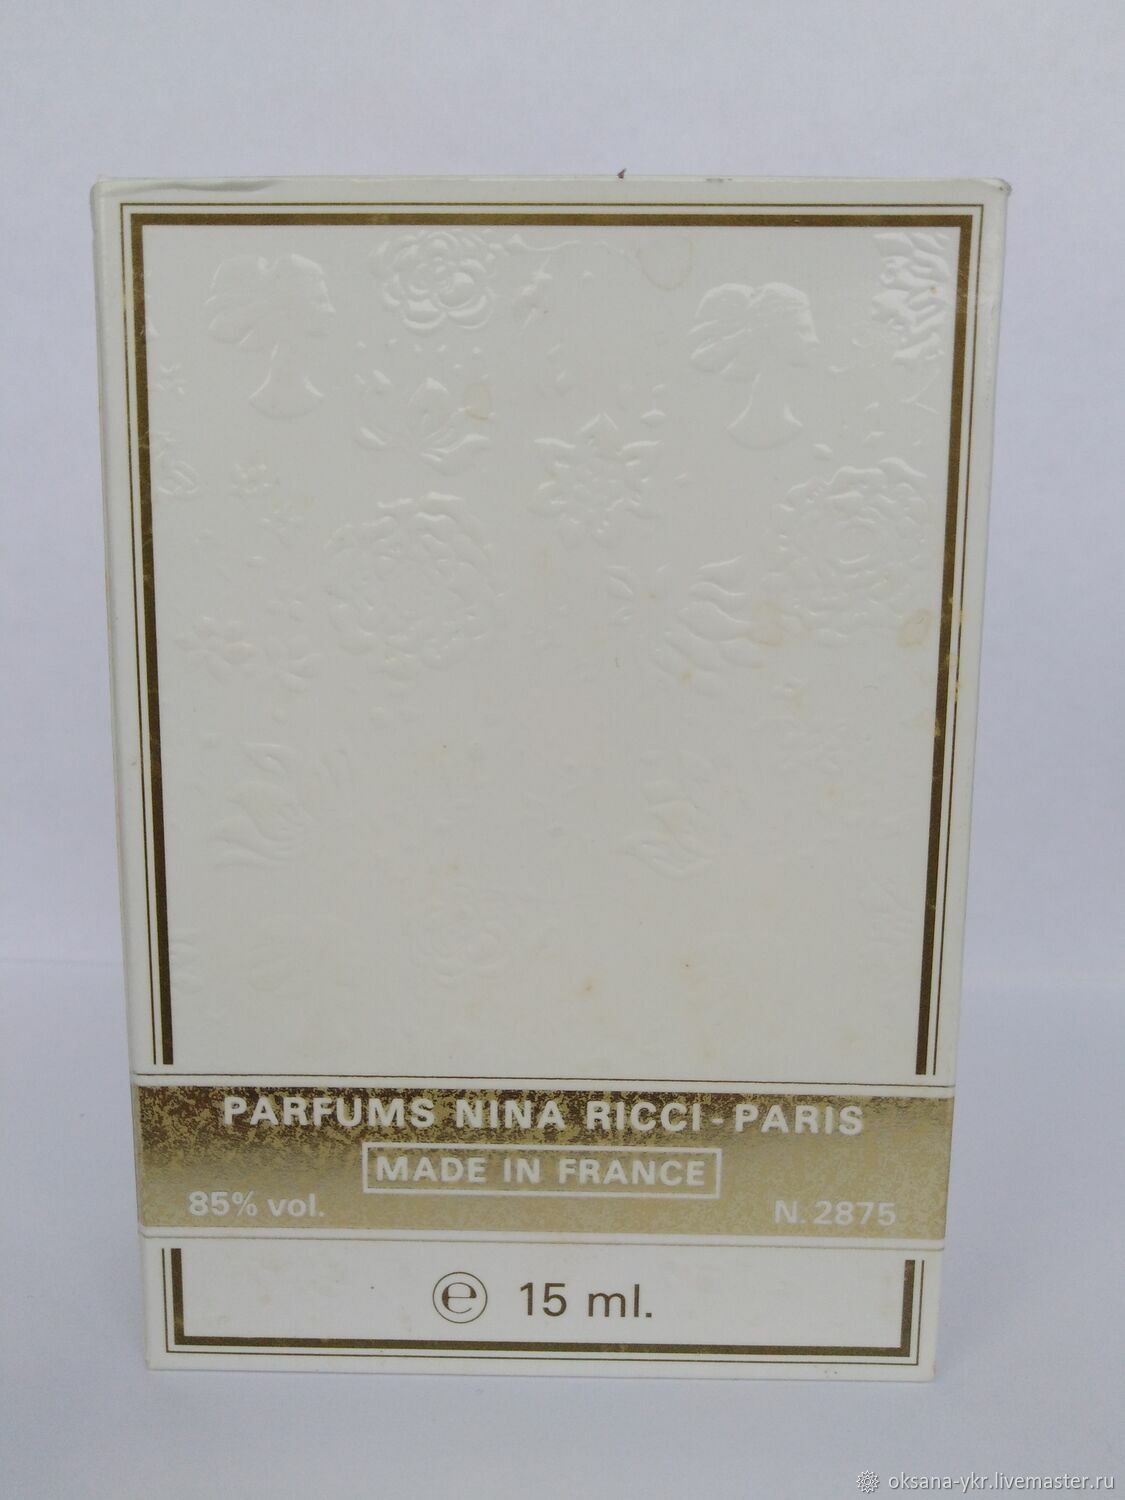 PARFUMS NINA RICCI-PARIS
MADE IN FRANCE
85% vol.
N. 2875
℮ 15 ml.
oksana-ykr.livemaster.ru